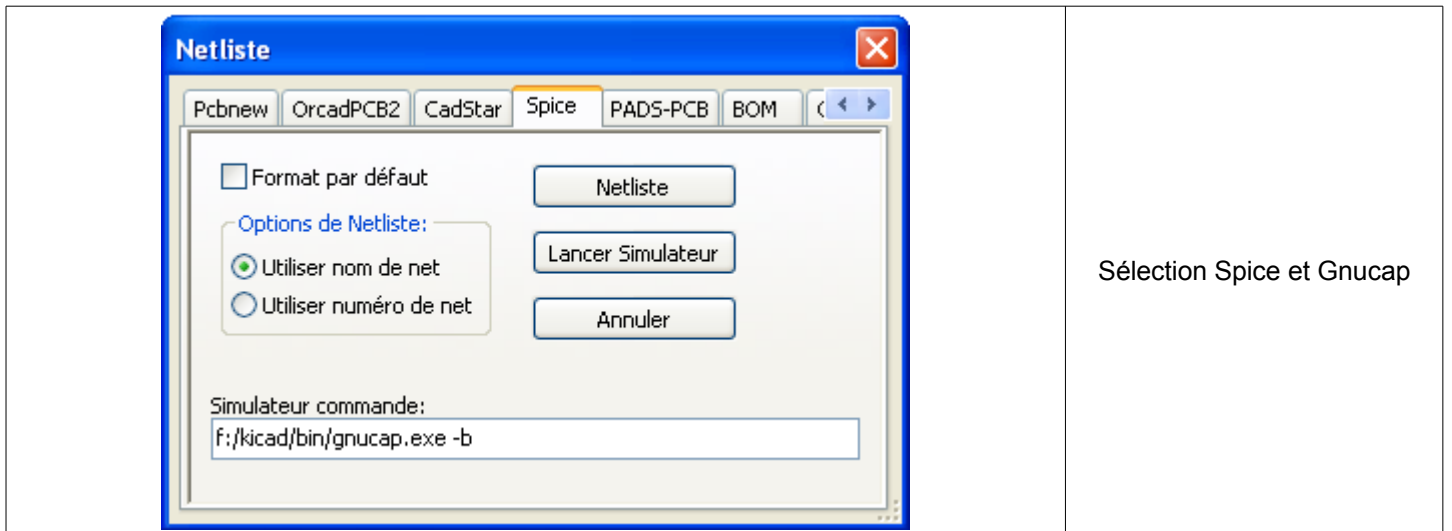 Netliste
Pcbnew OrcadPCB2 CadStar Spice PADS-PCB BOM
Format par défaut
Netliste
Options de Netliste:
Utiliser nom de net
Lancer Simulateur
Utiliser numéro de net
Annuler
Simulateur commande:
f:/kicad/bin/gnucap.exe -b
Sélection Spice et Gnucap